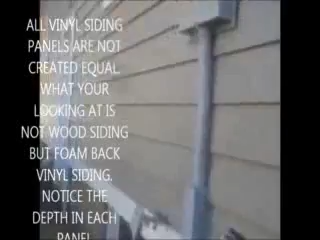 ALL VINYL SIDING
PANELS ARE NOT
CREATED EQUAL.
WHAT YOUR
LOOKING AT IS
NOT WOOD SIDING
BUT FOAM BACK
VINYL SIDING.
NOTICE THE
DEPTH IN EACH
PANEL